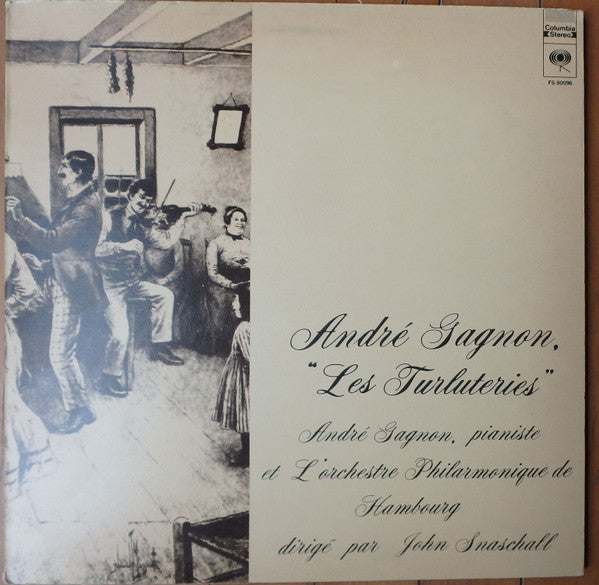 Columbia
Stereo
FS-90096
André Gagnon,
"Les Turluteries"
André Gagnon, pianiste
et L'orchestre Philarmonique de
Hambourg
dirigé par John Snaschall